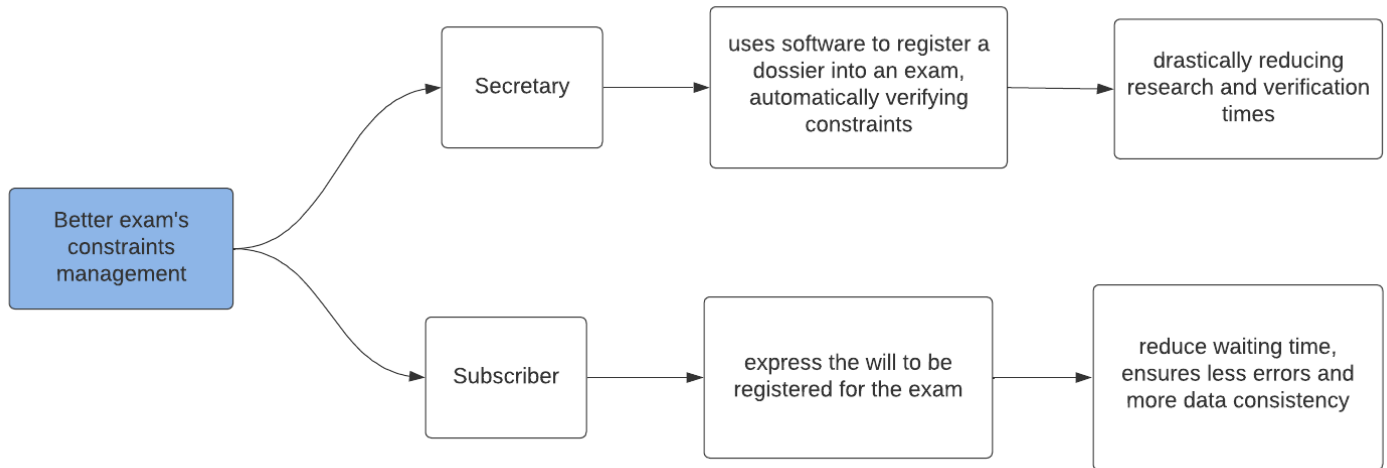 Better exam's
constraints
management
Secretary
uses software to register a
dossier into an exam,
automatically verifying
constraints
drastically reducing
research and verification
times
Subscriber
express the will to be
registered for the exam
reduce waiting time,
ensures less errors and
more data consistency